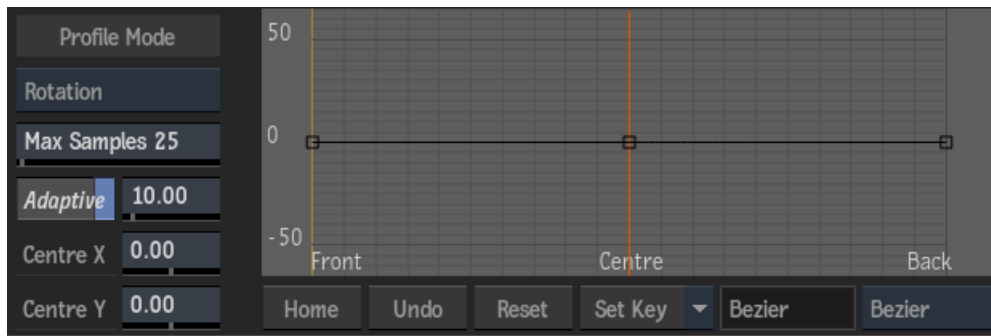 Profile Mode
Rotation
Max Samples 25
Adaptive 10.00
Centre X 0.00
Centre Y 0.00
50
0
-50
Front Centre Back
Home Undo Reset Set Key Bezier Bezier